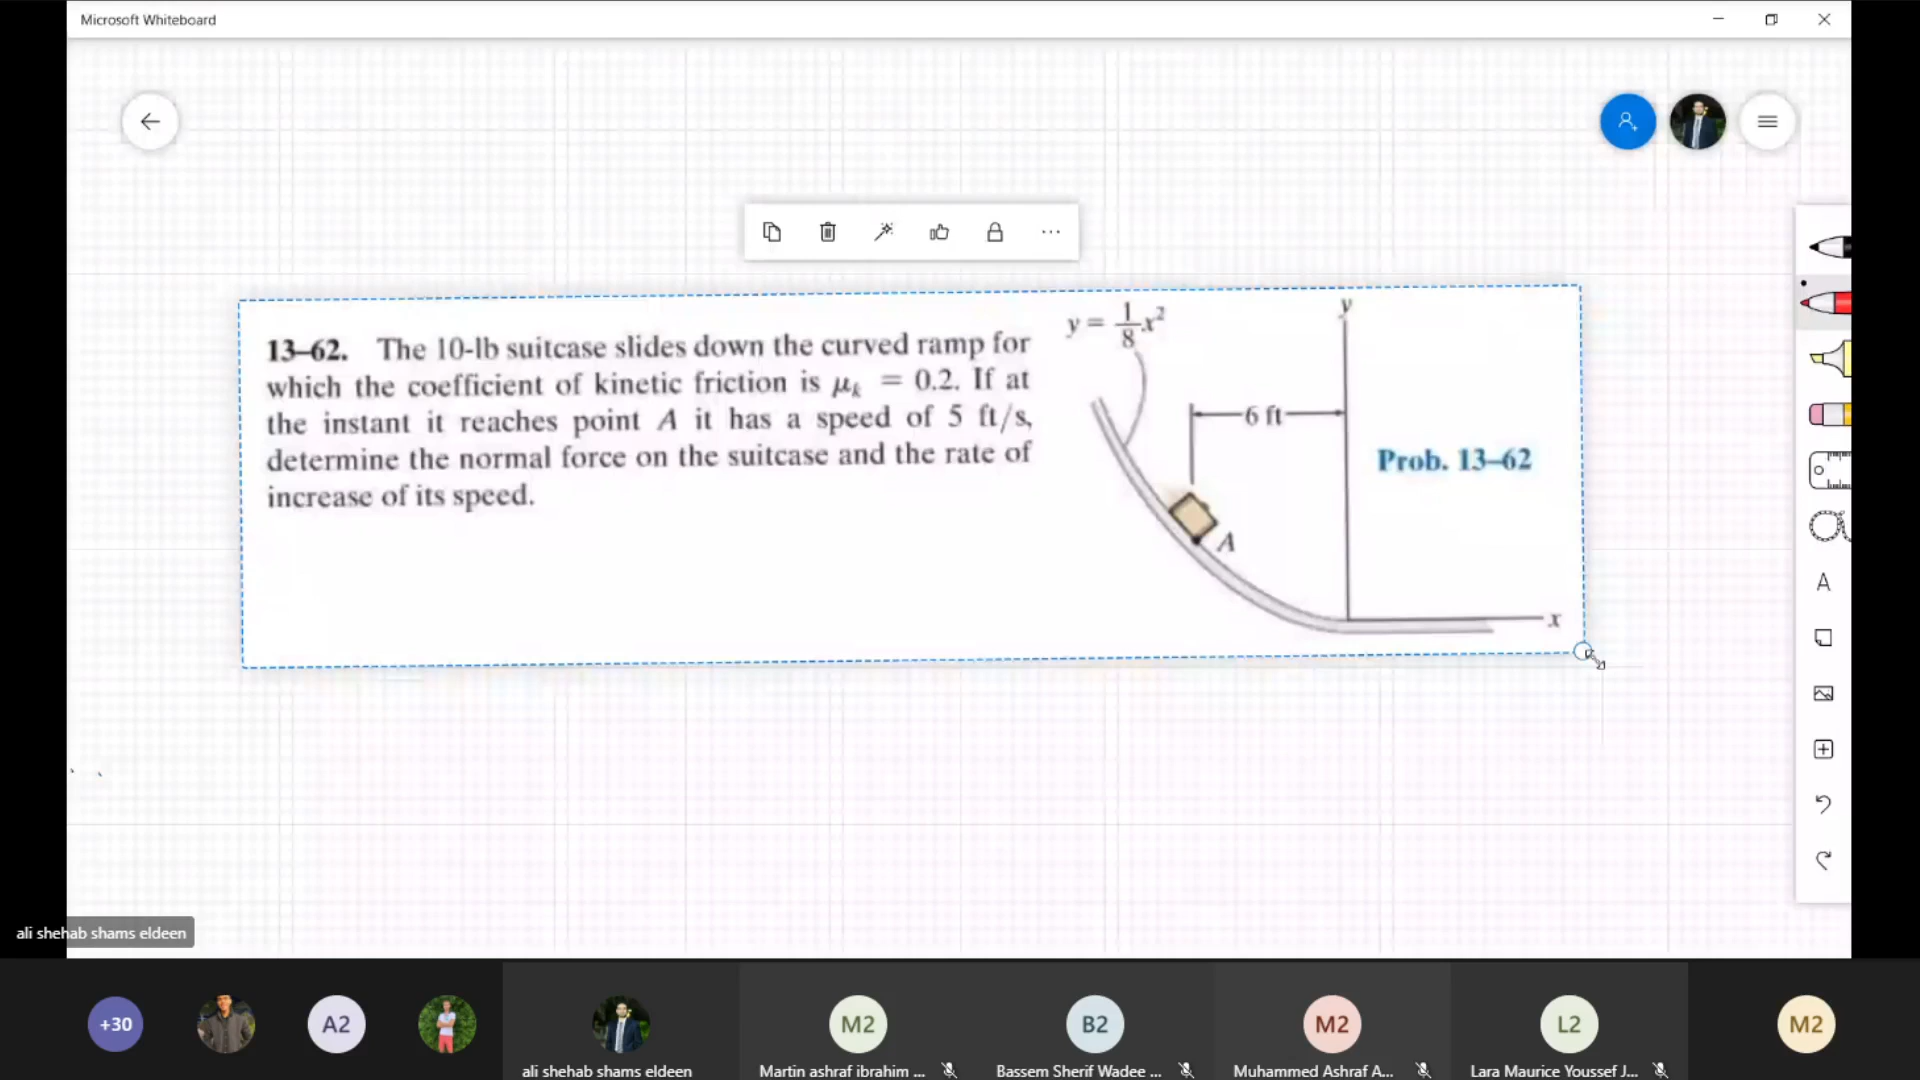 Microsoft Whiteboard
13–62. The 10-lb suitcase slides down the curved ramp for
which the coefficient of kinetic friction is μk = 0.2. If at
the instant it reaches point A it has a speed of 5 ft/s,
determine the normal force on the suitcase and the rate of
increase of its speed.
y = 1/8 x²
y
6 ft
Prob. 13–62
A
x
A
ali shehab shams eldeen
+30
A2
M2
B2
M2
L2
M2
ali shehab shams eldeen
Martin ashraf ibrahim ...
Bassem Sherif Wadee ...
Muhammed Ashraf A...
Lara Maurice Youssef J...